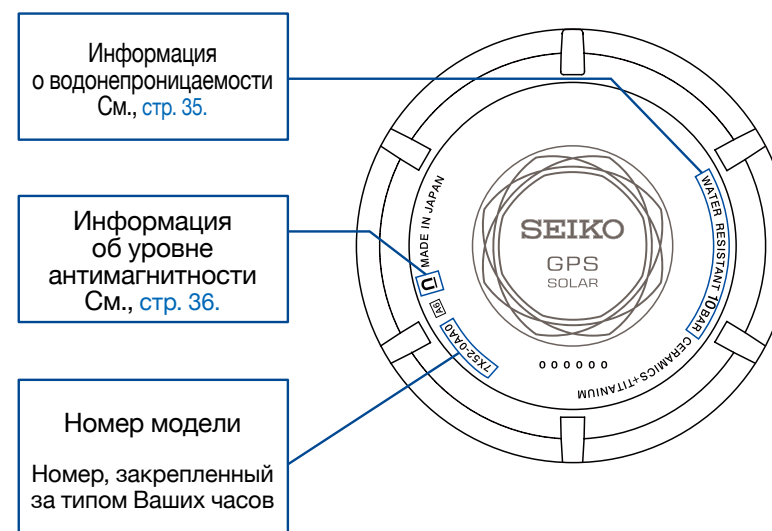 Информация
о водонепроницаемости
См., стр. 35.
Информация
об уровне
антимагнитности
См., стр. 36.
Номер модели
Номер, закрепленный
за типом Ваших часов
SEIKO
GPS
SOLAR
MADE IN JAPAN
U
A6
7X52-0AA0
WATER RESISTANT 10BAR
CERAMICS+TITANIUM
000000